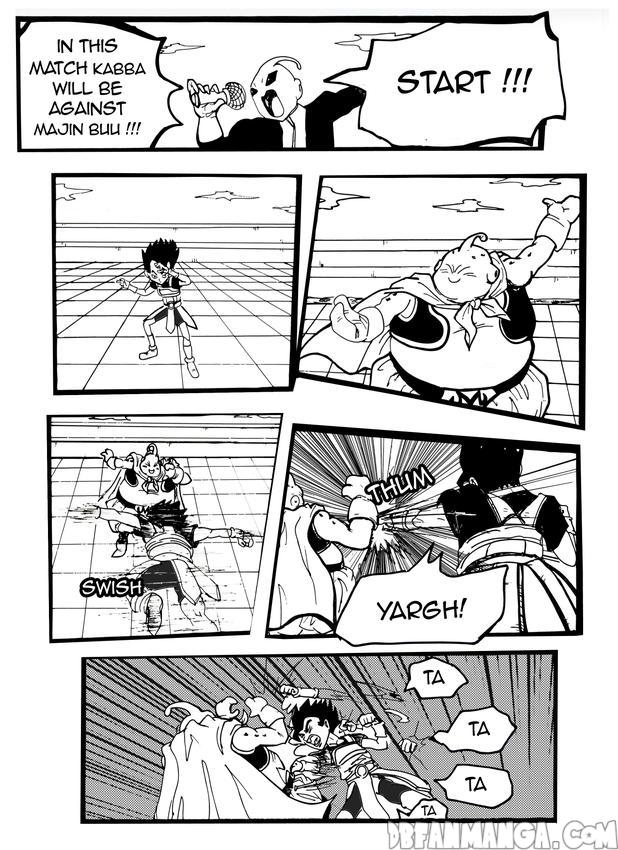 IN THIS
MATCH KABBA
WILL BE
AGAINST
MAJIN BUU !!!
START !!!
SWISH
THUM
YARGH!
TA
TA
TA
TA
DBFANMANGA.COM